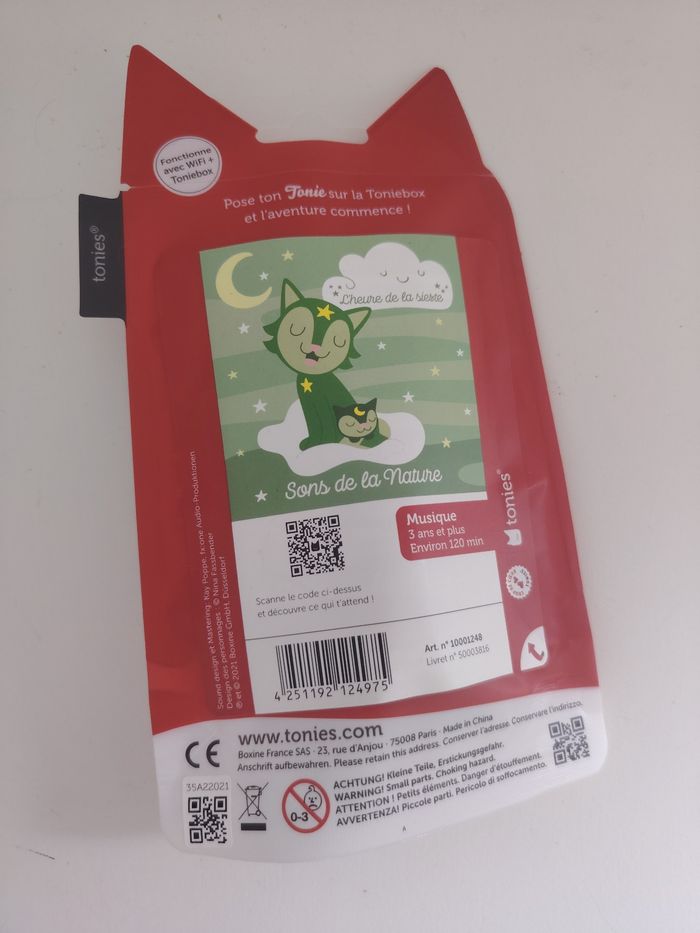 Fonctionne
avec WiFi +
Toniebox
Pose ton Tonie sur la Toniebox
et l'aventure commence !
tonies®
L'heure de la sieste
Sons de la Nature
Musique
3 ans et plus
Environ 120 min
Scanne le code ci-dessus
et découvre ce qui t'attend !
tonies®
Art. n° 10001248
Livret n° 50003816
4 251192 124975
Sound design et Mastering: Kay Poppe, fx:one Audio-Produktionen
Design des personnages : © Nina Fassbender
℗ et © 2021 Boxine GmbH, Düsseldorf
CE
www.tonies.com
Boxine France SAS · 23, rue d'Anjou · 75008 Paris · Made in China
Anschrift aufbewahren. Please retain this address. Conserver l'adresse. Conservare l'indirizzo.
35A22021
0-3
ACHTUNG! Kleine Teile, Erstickungsgefahr.
WARNING! Small parts. Choking hazard.
ATTENTION ! Petits éléments. Danger d'étouffement.
AVVERTENZA! Piccole parti. Pericolo di soffocamento.
A